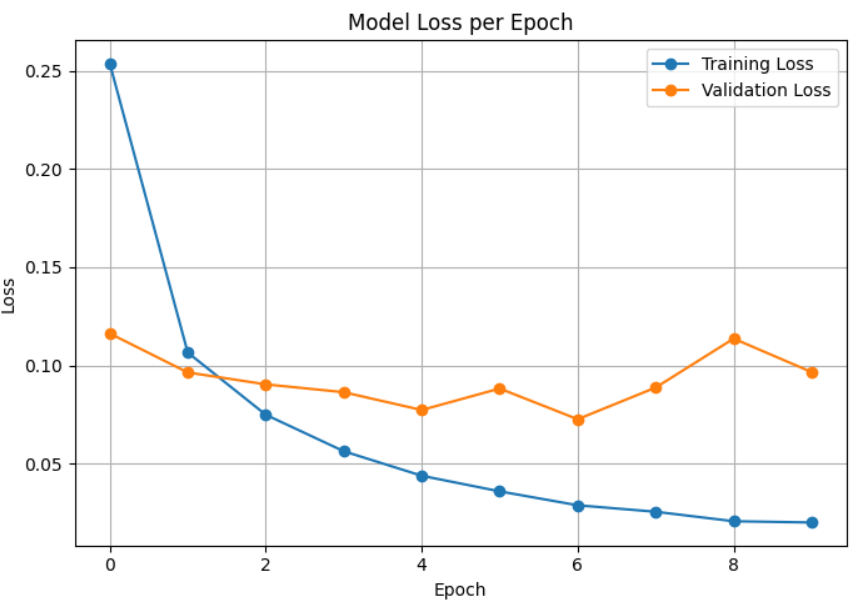 Model Loss per Epoch
Training Loss
Validation Loss
0.25
0.20
0.15
0.10
0.05
Loss
0 2 4 6 8
Epoch